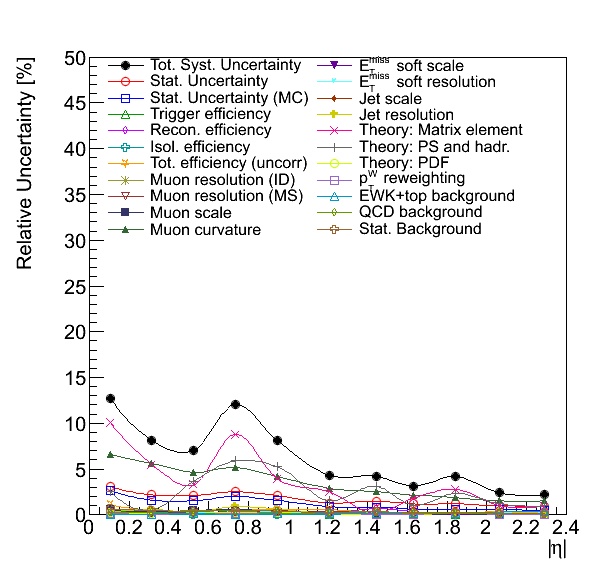 Relative Uncertainty [%]
50
45
40
35
30
25
20
15
10
5
0
Tot. Syst. Uncertainty
Stat. Uncertainty
Stat. Uncertainty (MC)
Trigger efficiency
Recon. efficiency
Isol. efficiency
Tot. efficiency (uncorr)
Muon resolution (ID)
Muon resolution (MS)
Muon scale
Muon curvature
E_T^miss soft scale
E_T^miss soft resolution
Jet scale
Jet resolution
Theory: Matrix element
Theory: PS and hadr.
Theory: PDF
p_T^W reweighting
EWK+top background
QCD background
Stat. Background
0 0.2 0.4 0.6 0.8 1 1.2 1.4 1.6 1.8 2 2.2 2.4
|η|